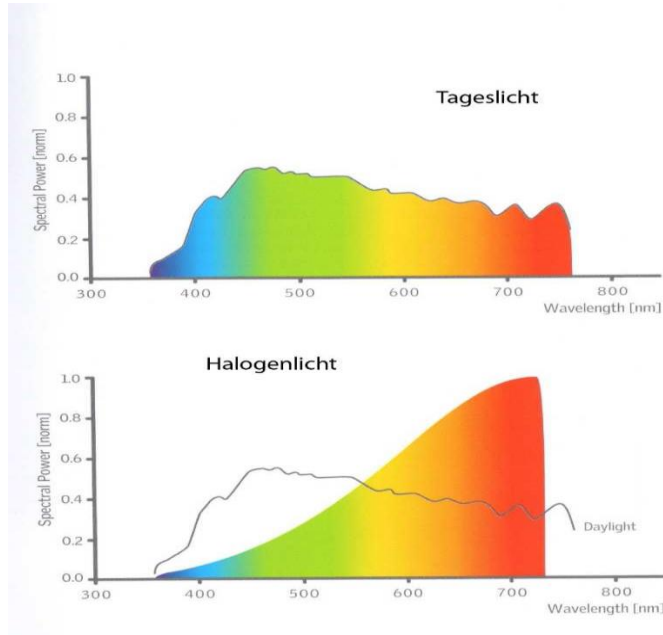 Tageslicht
Spectral Power [norm]
1.0
0.8
0.6
0.4
0.2
0.0
300 400 500 600 700 800
Wavelength [nm]
Halogenlicht
Spectral Power [norm]
1.0
0.8
0.6
0.4
0.2
0.0
Daylight
300 400 500 600 700 800
Wavelength [nm]